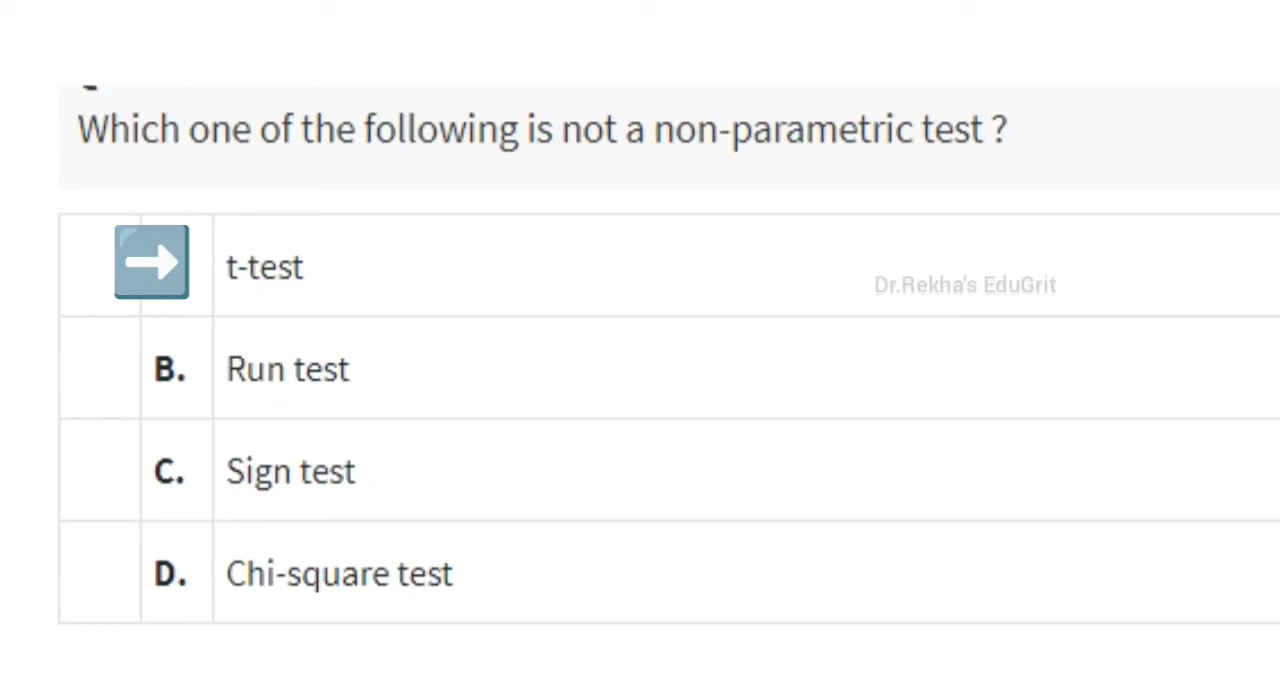 Which one of the following is not a non-parametric test ?
t-test
Dr.Rekha's EduGrit
B. Run test
C. Sign test
D. Chi-square test